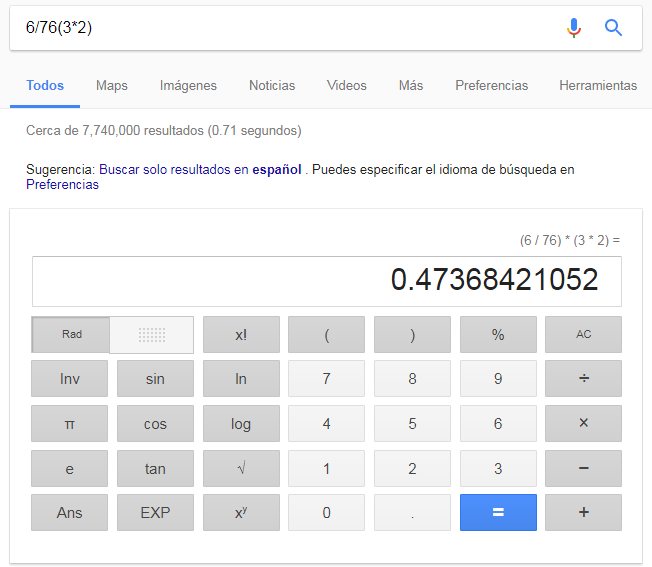 6/76(3*2)
Todos Maps Imágenes Noticias Videos Más Preferencias Herramientas
Cerca de 7,740,000 resultados (0.71 segundos)
Sugerencia: Buscar solo resultados en español . Puedes especificar el idioma de búsqueda en
Preferencias
(6 / 76) * (3 * 2) =
0.47368421052
Rad x! ( ) % AC
Inv sin ln 7 8 9 ÷
π cos log 4 5 6 ×
e tan √ 1 2 3 −
Ans EXP xʸ 0 . = +